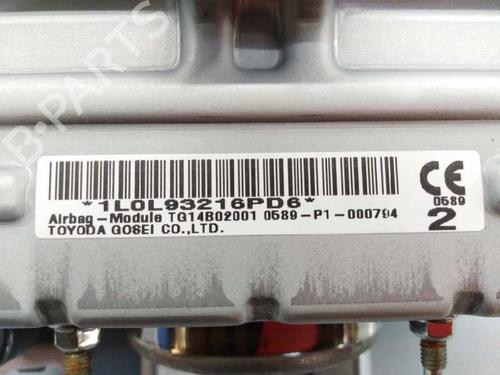 B-PARTS
*1L0L93216PD6*
Airbag-Module TG14B02001 0589-P1-000794
TOYODA GOSEI CO.,LTD.
CE
0589
2